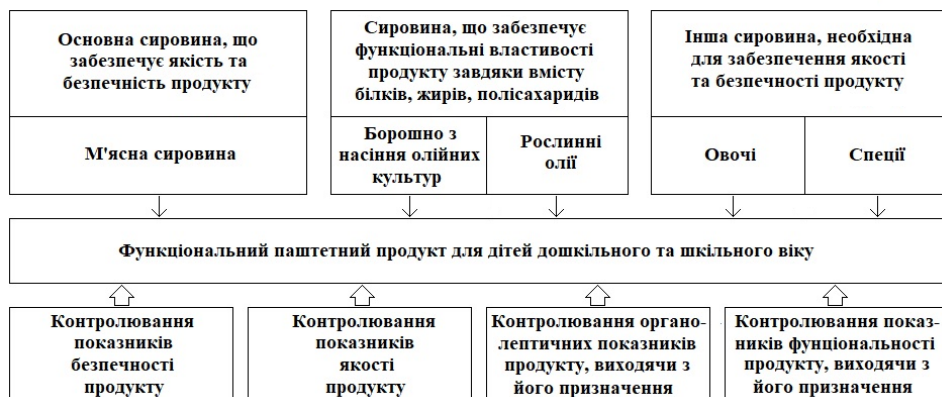 Основна сировина, що
забезпечує якість та
безпечність продукту
Сировина, що забезпечує
функціональні властивості
продукту завдяки вмісту
білків, жирів, полісахаридів
Інша сировина, необхідна
для забезпечення якості
та безпечності продукту
М'ясна сировина
Борошно з
насіння олійних
культур
Рослинні
олії
Овочі
Спеції
Функціональний паштетний продукт для дітей дошкільного та шкільного віку
Контролювання
показників
безпечності
продукту
Контролювання
показників
якості
продукту
Контролювання органо-
лептичних показників
продукту, виходячи з
його призначення
Контролювання показ-
ників фунціональності
продукту, виходячи з
його призначення